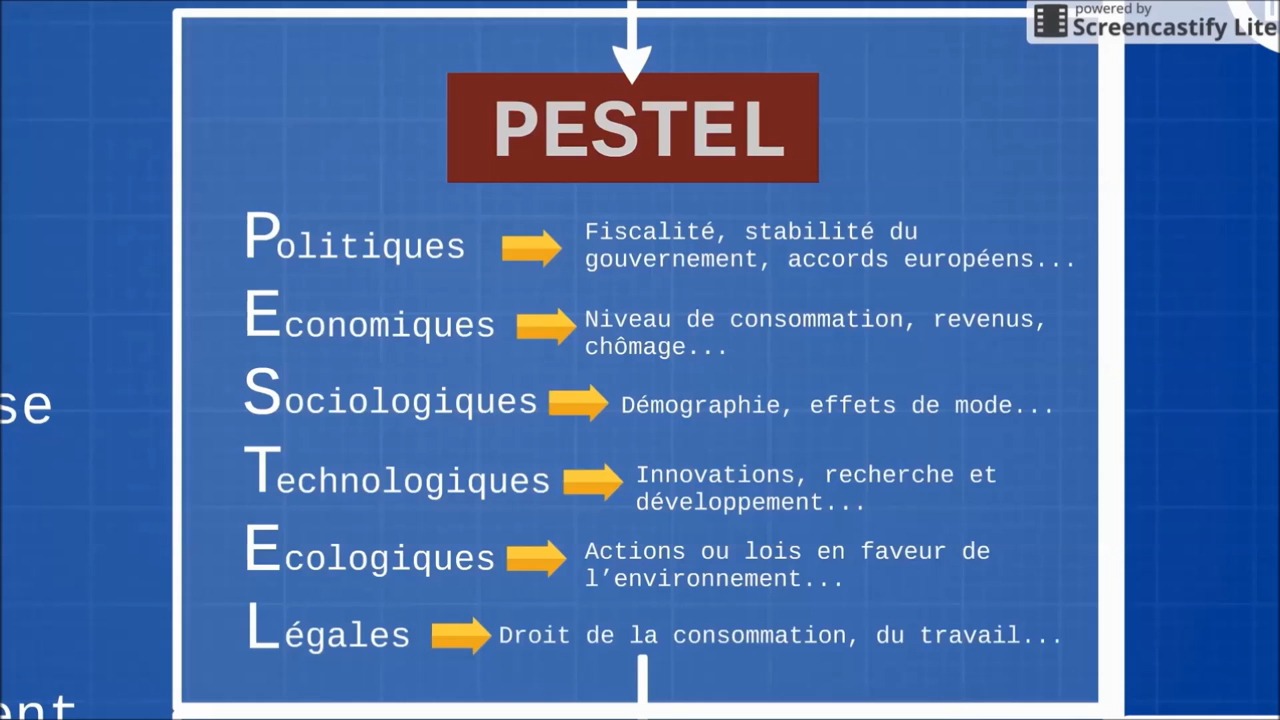 powered by
Screencastify Lite
PESTEL
Politiques
Fiscalité, stabilité du
gouvernement, accords européens...
Economiques
Niveau de consommation, revenus,
chômage...
Sociologiques
Démographie, effets de mode...
Technologiques
Innovations, recherche et
développement...
Ecologiques
Actions ou lois en faveur de
l’environnement...
Légales
Droit de la consommation, du travail...
se
ent